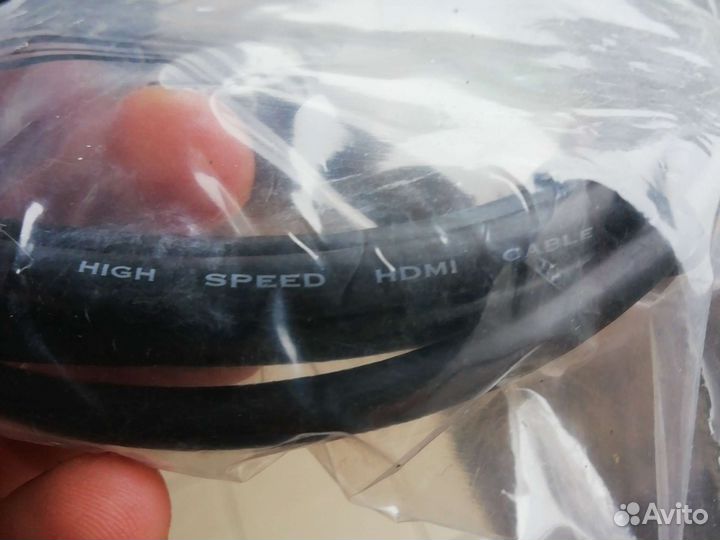 HIGH SPEED HDMI CABLE
Avito